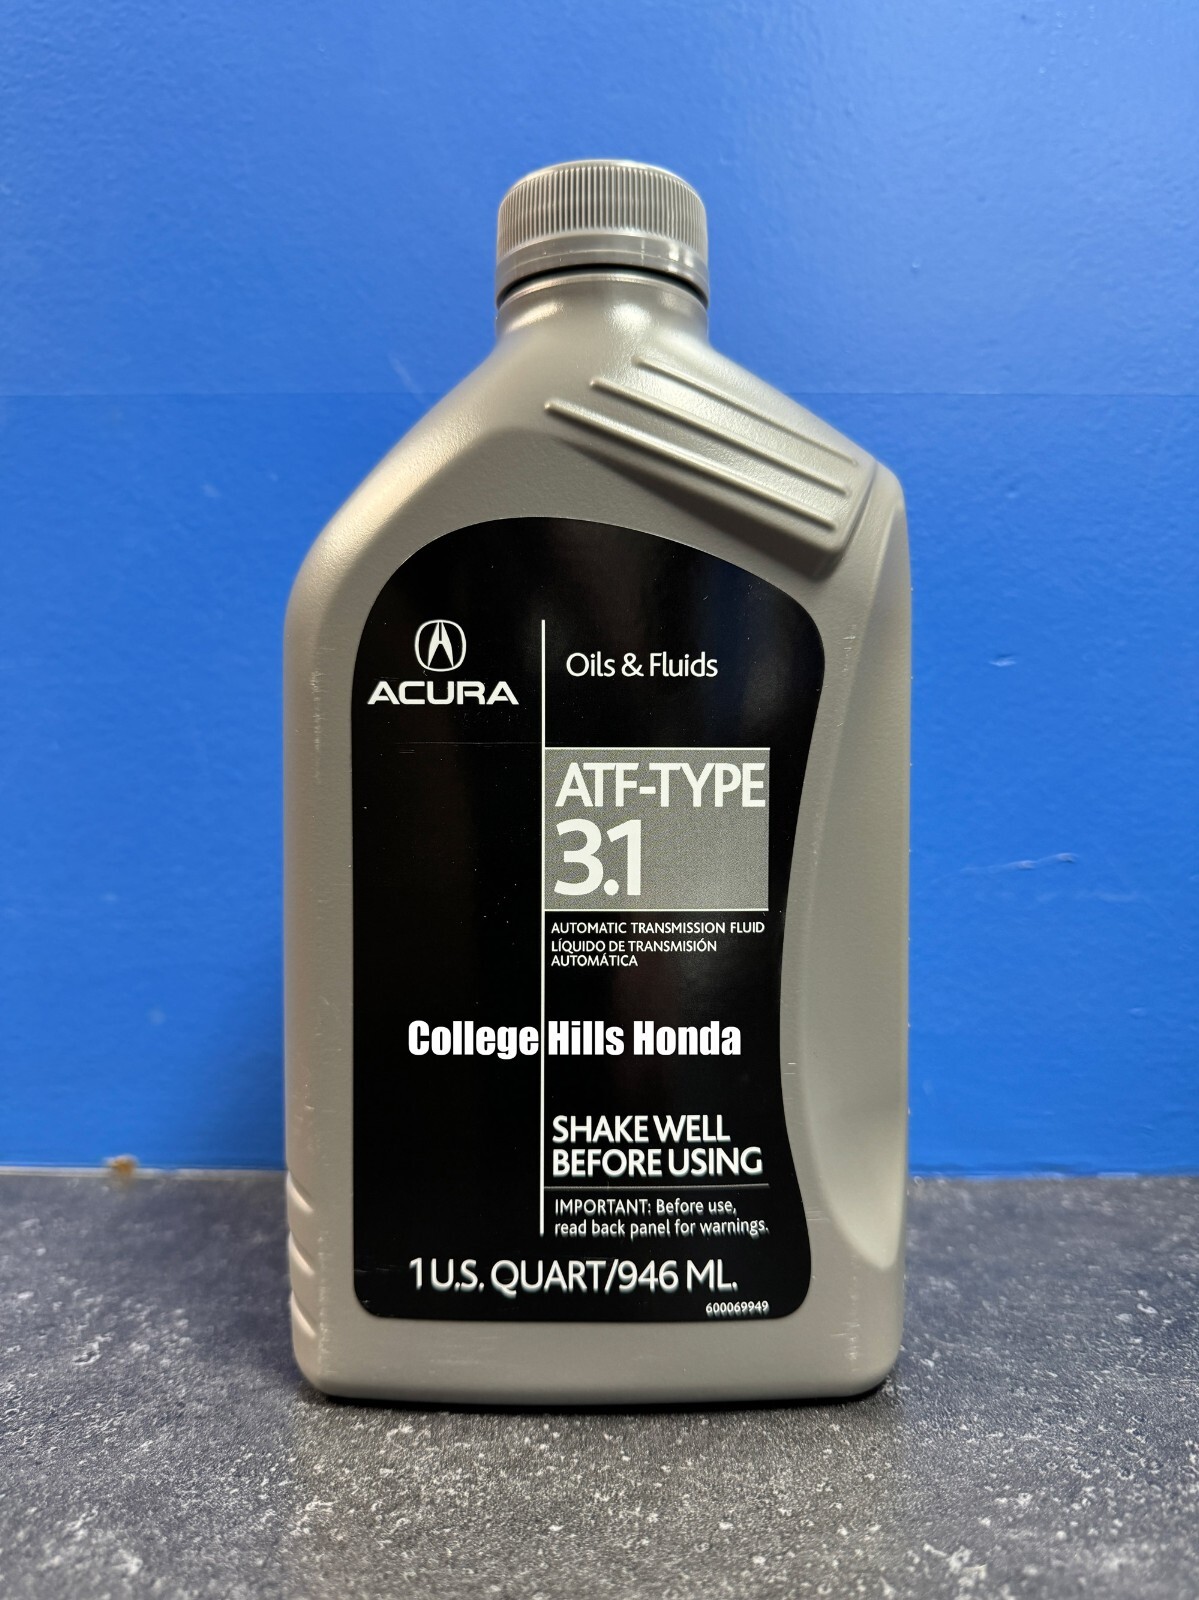 ACURA
Oils & Fluids
ATF-TYPE
3.1
AUTOMATIC TRANSMISSION FLUID
LÍQUIDO DE TRANSMISIÓN
AUTOMÁTICA
College Hills Honda
SHAKE WELL
BEFORE USING
IMPORTANT: Before use,
read back panel for warnings.
1 U.S. QUART/946 ML.
600069949